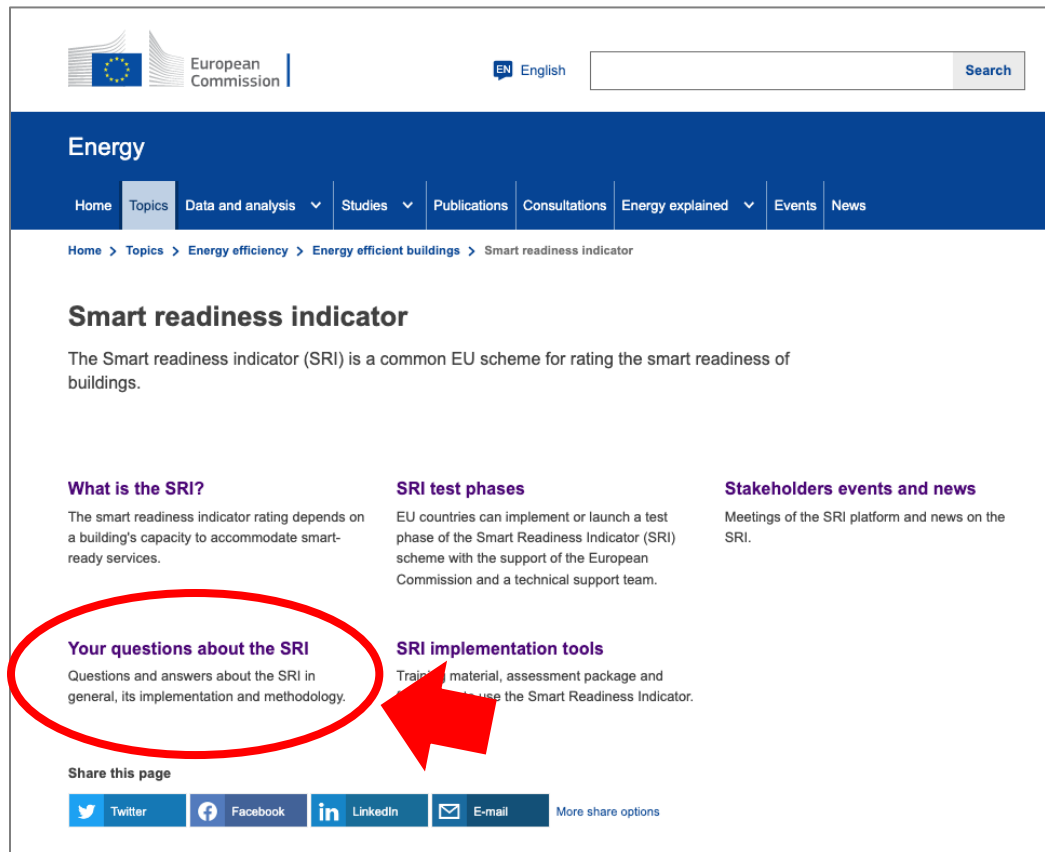 European
Commission
EN English
Search
Energy
Home Topics Data and analysis Studies Publications Consultations Energy explained Events News
Home > Topics > Energy efficiency > Energy efficient buildings > Smart readiness indicator
Smart readiness indicator
The Smart readiness indicator (SRI) is a common EU scheme for rating the smart readiness of
buildings.
What is the SRI?
The smart readiness indicator rating depends on
a building's capacity to accommodate smart-
ready services.
SRI test phases
EU countries can implement or launch a test
phase of the Smart Readiness Indicator (SRI)
scheme with the support of the European
Commission and a technical support team.
Stakeholders events and news
Meetings of the SRI platform and news on the
SRI.
Your questions about the SRI
Questions and answers about the SRI in
general, its implementation and methodology.
SRI implementation tools
material, assessment package and
use the Smart Readiness Indicator.
Share this page
Twitter Facebook in LinkedIn E-mail More share options